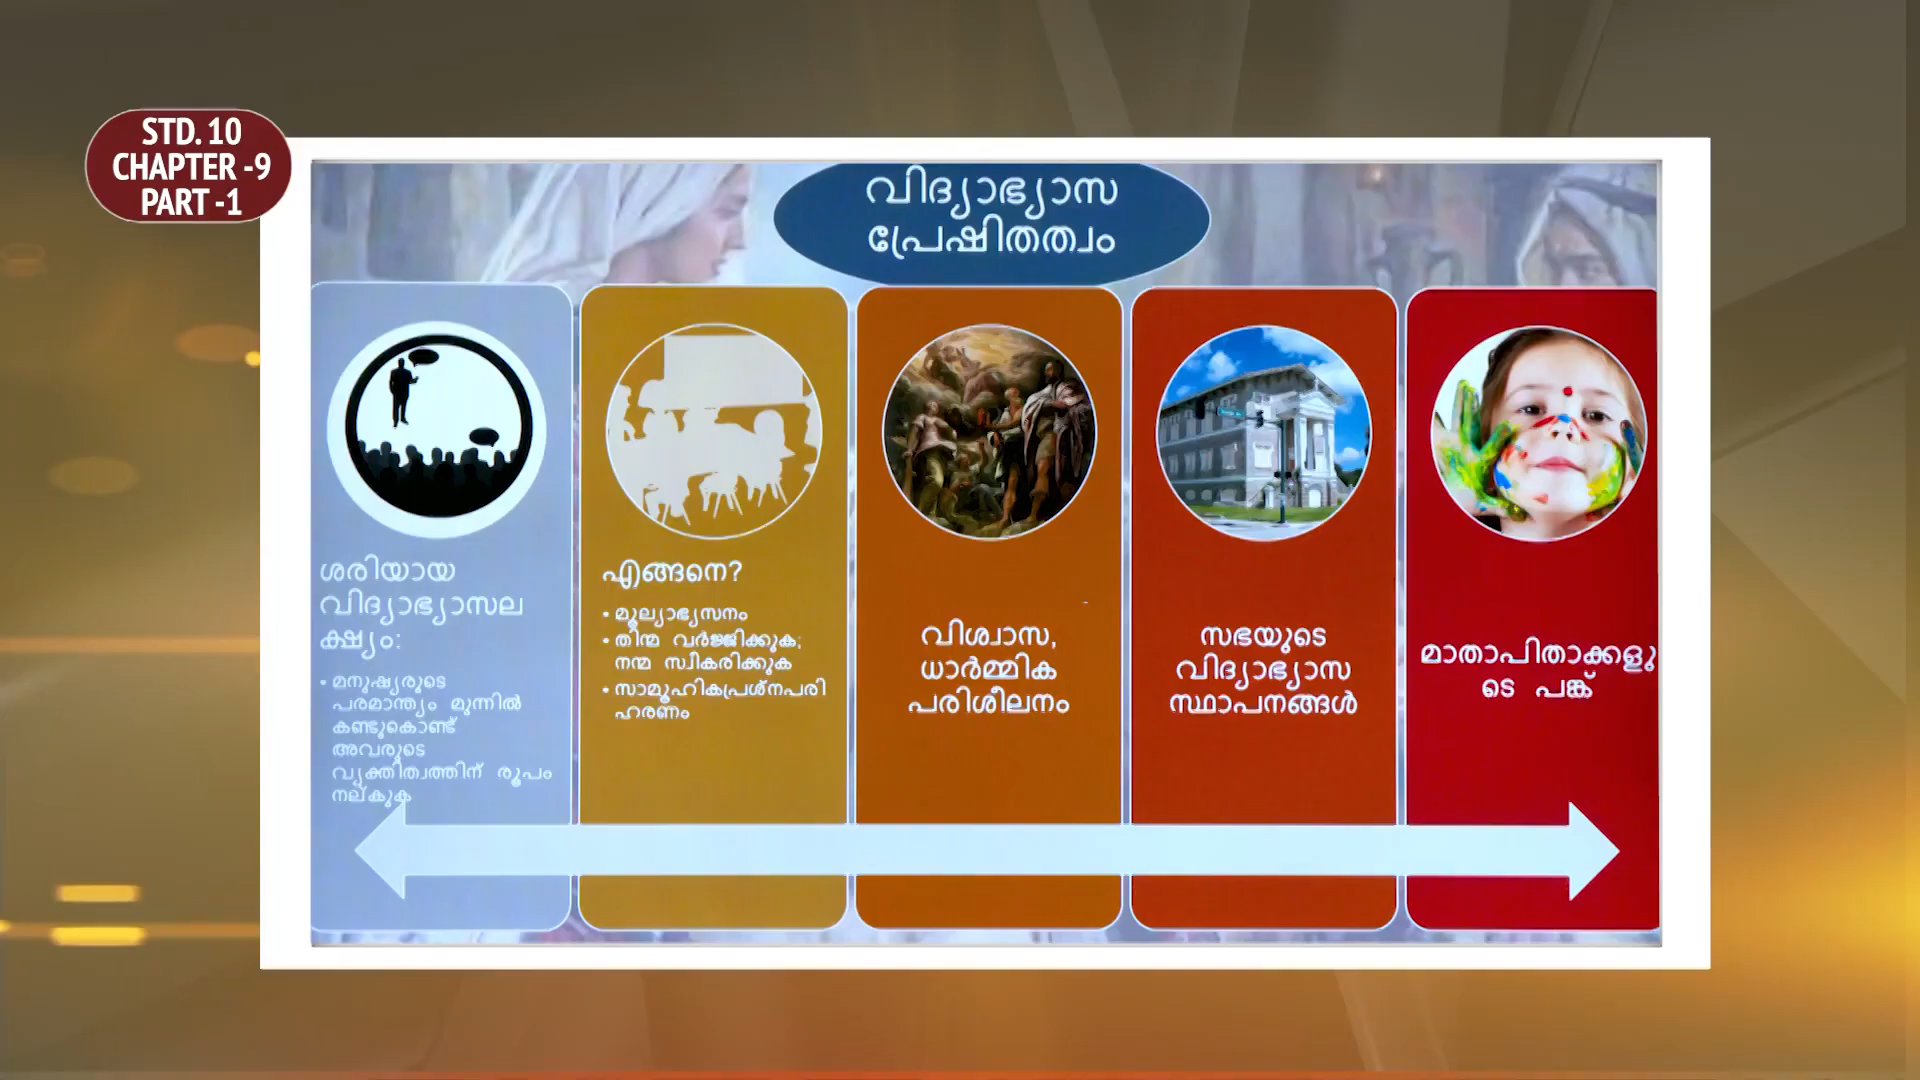 STD. 10
CHAPTER -9
PART -1
വിദ്യാഭ്യാസ
പ്രേഷിതത്വം
ശരിയായ
വിദ്യാഭ്യാസല
ക്ഷ്യം:
• മനുഷ്യരുടെ
പരമാന്ത്യം മുന്നിൽ
കണ്ടുകൊണ്ട്
അവരുടെ
വ്യക്തിത്വത്തിന് രൂപം
നല്കുക
എങ്ങനെ?
• മൂല്യാഭ്യസനം
• തിന്മ വർജ്ജിക്കുക;
നന്മ സ്വീകരിക്കുക
• സാമൂഹികപ്രശ്നപരി
ഹരണം
വിശ്വാസ,
ധാർമ്മിക
പരിശീലനം
സഭയുടെ
വിദ്യാഭ്യാസ
സ്ഥാപനങ്ങൾ
മാതാപിതാക്കളു
ടെ പങ്ക്